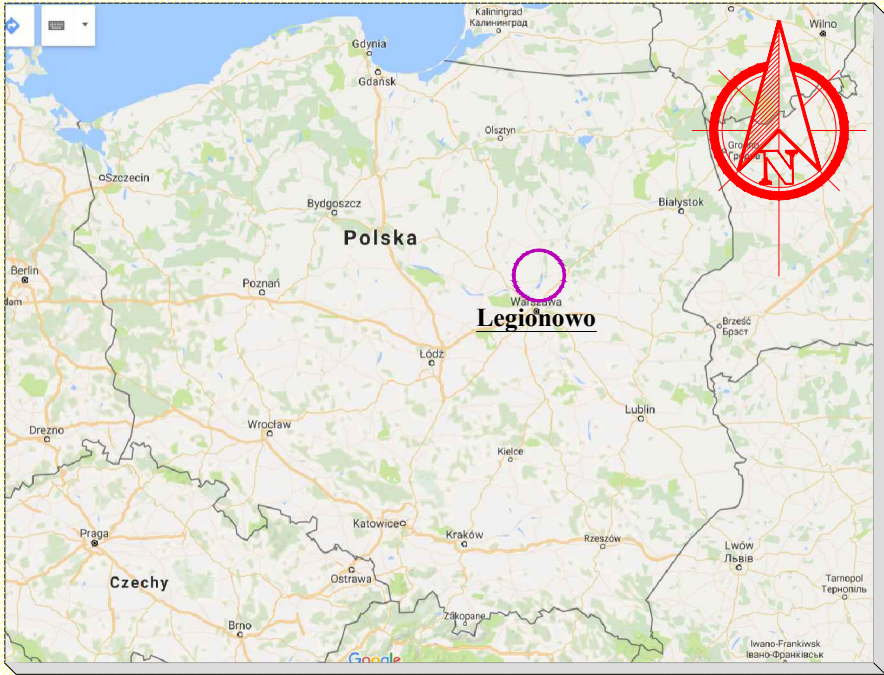 Kaliningrad
Калининград
Wilno
Gdynia
Gdańsk
Olsztyn
Szczecin
Bydgoszcz
Białystok
Polska
N
Berlin
Poznań
dam
Warszawa
Legionowo
Brześć
Брэст
Łódź
Lublin
Drezno
Wrocław
Kielce
Katowice
Kraków
Rzeszów
Praga
Lwów
Львів
Czechy
Ostrawa
Tarnopol
Тернопіль
Zakopane
Brno
Iwano-Frankiwsk
Івано-Франківськ
Google